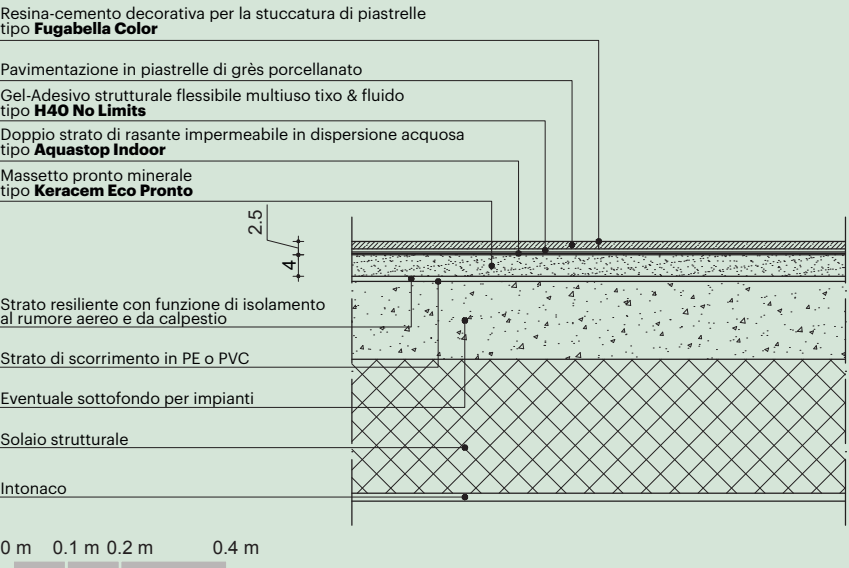 Resina-cemento decorativa per la stuccatura di piastrelle
tipo Fugabella Color
Pavimentazione in piastrelle di grès porcellanato
Gel-Adesivo strutturale flessibile multiuso tixo & fluido
tipo H40 No Limits
Doppio strato di rasante impermeabile in dispersione acquosa
tipo Aquastop Indoor
Massetto pronto minerale
tipo Keracem Eco Pronto
2.5
4
Strato resiliente con funzione di isolamento
al rumore aereo e da calpestio
Strato di scorrimento in PE o PVC
Eventuale sottofondo per impianti
Solaio strutturale
Intonaco
0 m 0.1 m 0.2 m 0.4 m